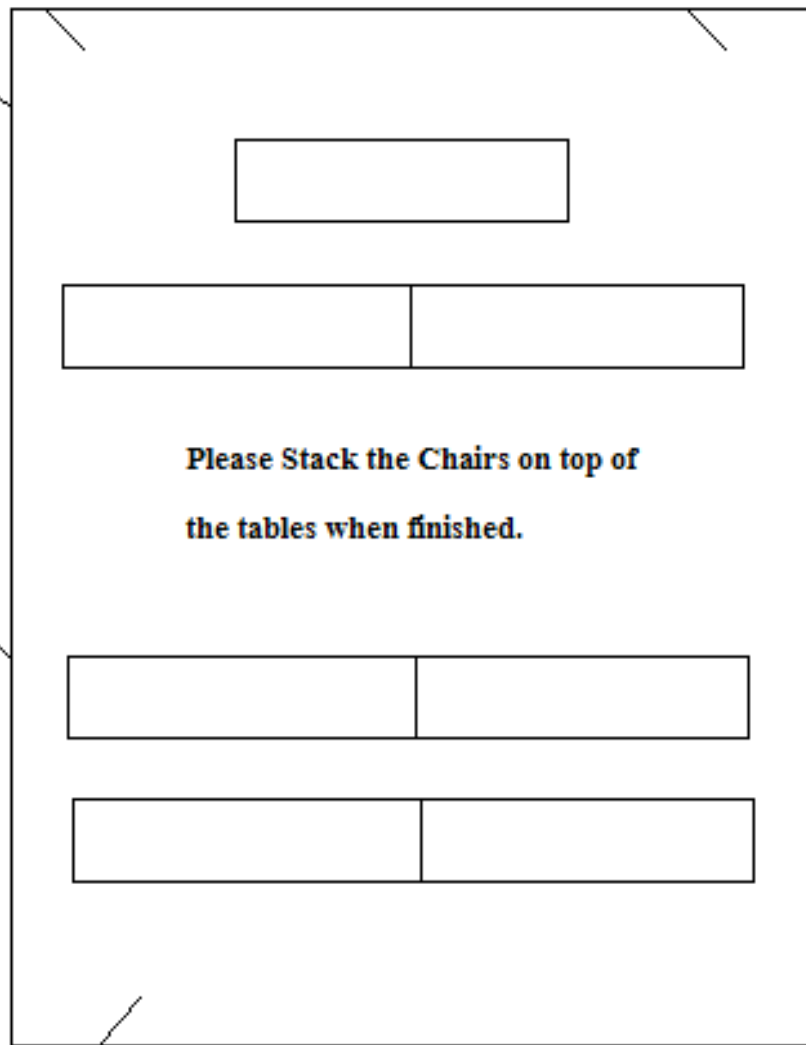 Please Stack the Chairs on top of
the tables when finished.